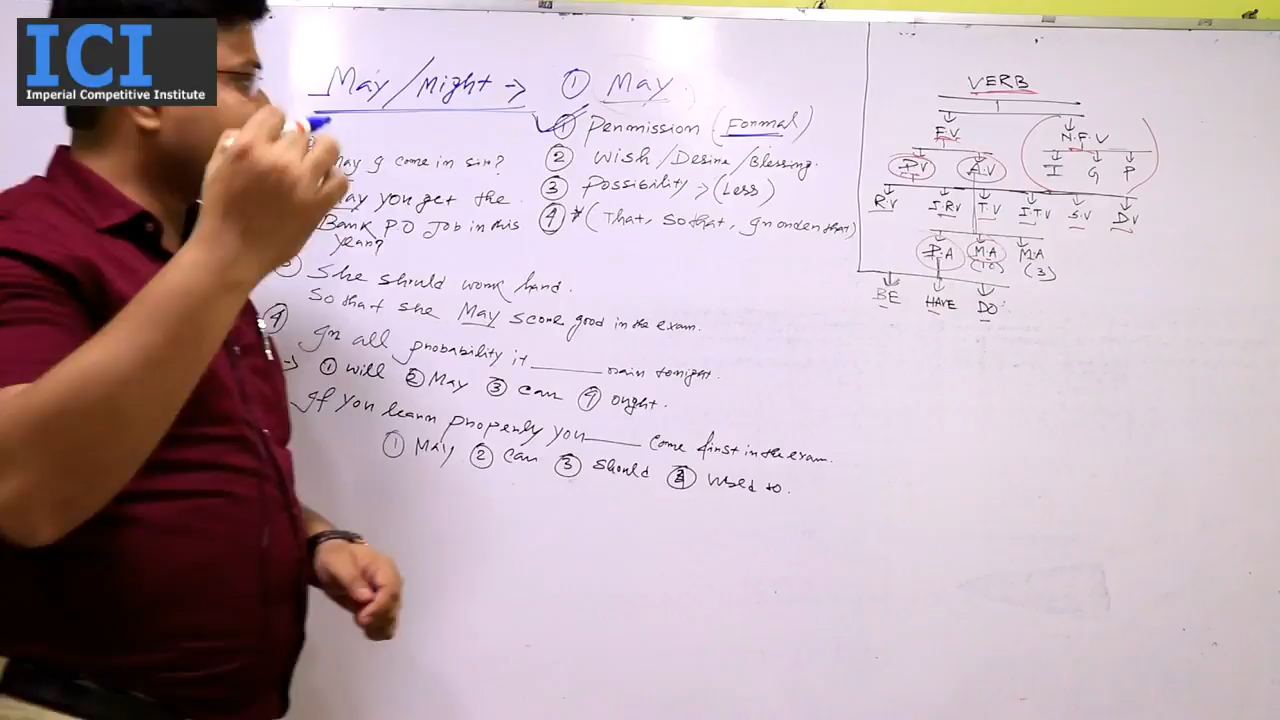 ICI
Imperial Competitive Institute
May/Might → ① May.
① Permission (Formal)
② Wish/Desire/Blessing.
③ Possibility → (Less)
④ * (That, So that, In order that)
May I come in sir?
May you get the
Bank PO Job in this
year?
③ She should work hard.
So that she May score good in the exam.
④ In all probability it ______ rain tonight.
→ ① will ② May ③ can ④ ought.
If you learn properly you ______ come first in the exam.
① May ② can ③ should ④ used to.
VERB
F.V N.F.V
D.V A.V I G P
R.V I.RV T.V I.T.V S.V D.V
P.A M.A M.A
(10) (3)
BE HAVE DO